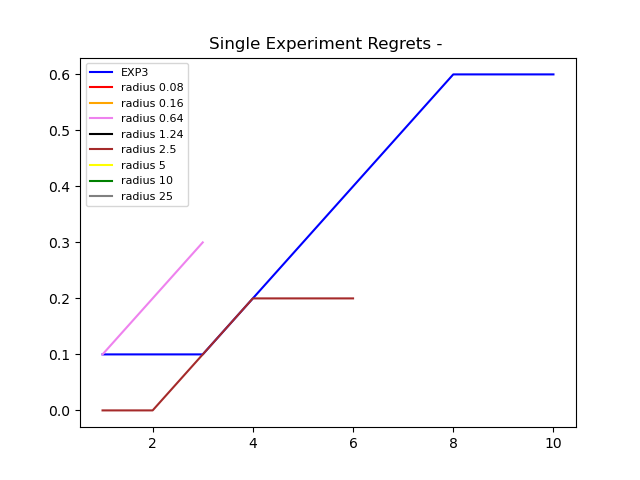 Single Experiment Regrets -
EXP3
radius 0.08
radius 0.16
radius 0.64
radius 1.24
radius 2.5
radius 5
radius 10
radius 25
0.6
0.5
0.4
0.3
0.2
0.1
0.0
2 4 6 8 10